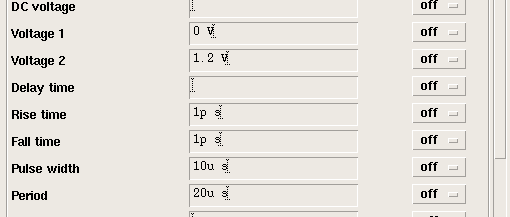 DC voltage off
Voltage 1 0 V off
Voltage 2 1.2 V off
Delay time off
Rise time 1p s off
Fall time 1p s off
Pulse width 10u s off
Period 20u s off